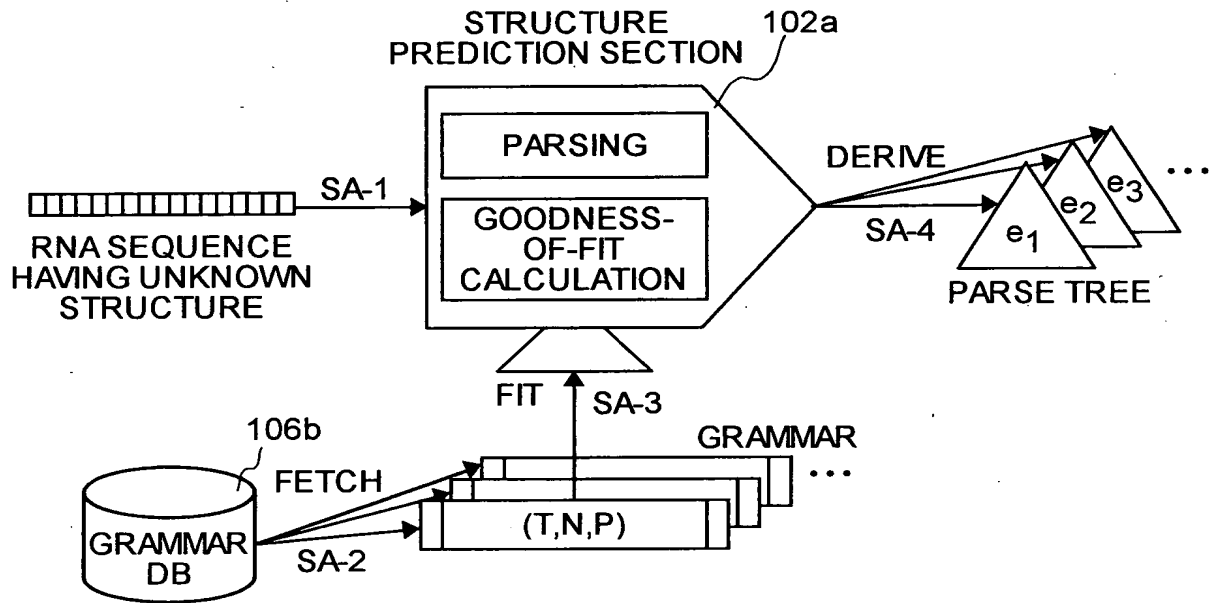 STRUCTURE
PREDICTION SECTION
102a
PARSING
GOODNESS-
OF-FIT
CALCULATION
SA-1
RNA SEQUENCE
HAVING UNKNOWN
STRUCTURE
DERIVE
SA-4
e1
e2
e3
...
PARSE TREE
FIT
SA-3
106b
GRAMMAR
DB
FETCH
SA-2
GRAMMAR
...
(T,N,P)